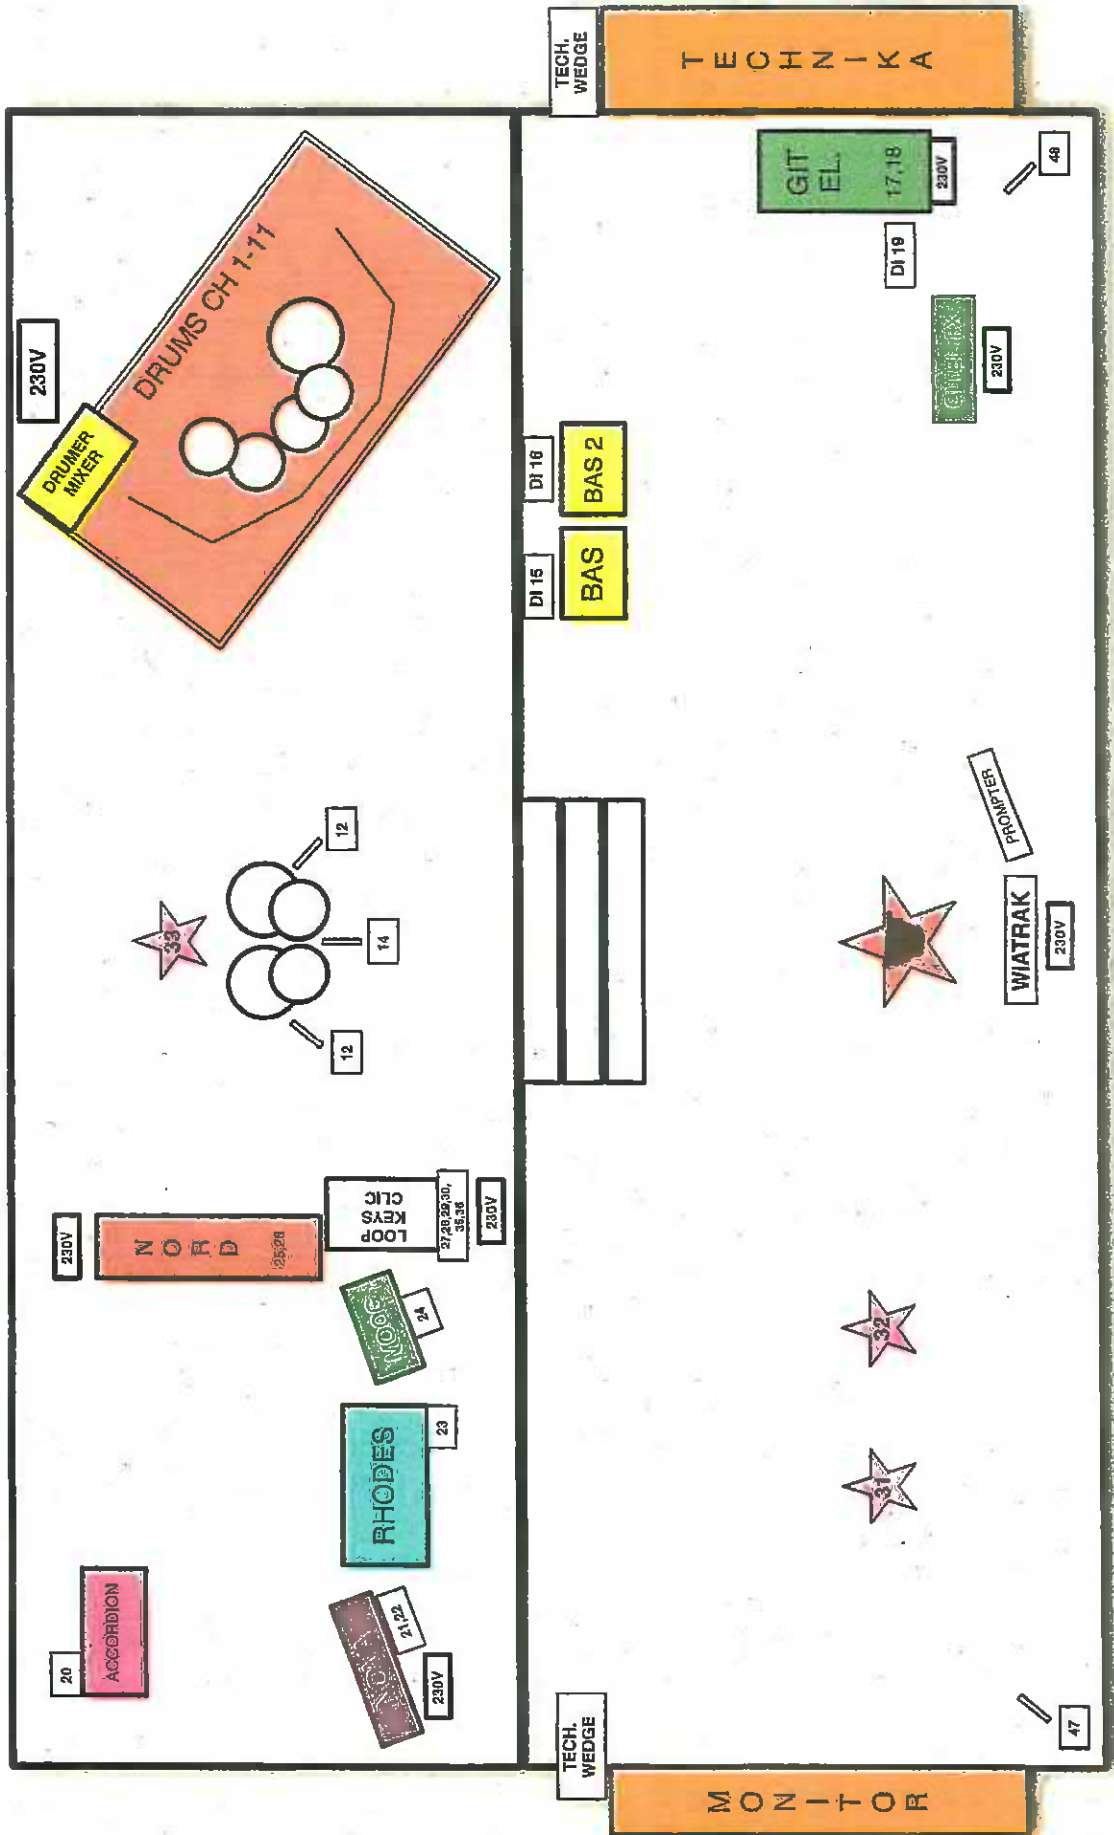 20
ACCORDION
230V
NORD
25,26
230V
DRUMER
MIXER
DRUMS CH 1-11
33
12
14
12
NOVA
21,22
230V
RHODES
23
MOOG
24
LOOP
KEYS
CLIC
27,28,29,30,
35,36
230V
DI 15
BAS
DI 16
BAS 2
TECH.
WEDGE
TECH.
WEDGE
MONITOR
TECHNIKA
GIT
EL.
17,18
230V
DI 19
31
32
230V
PROMPTER
WIATRAK
230V
47
48